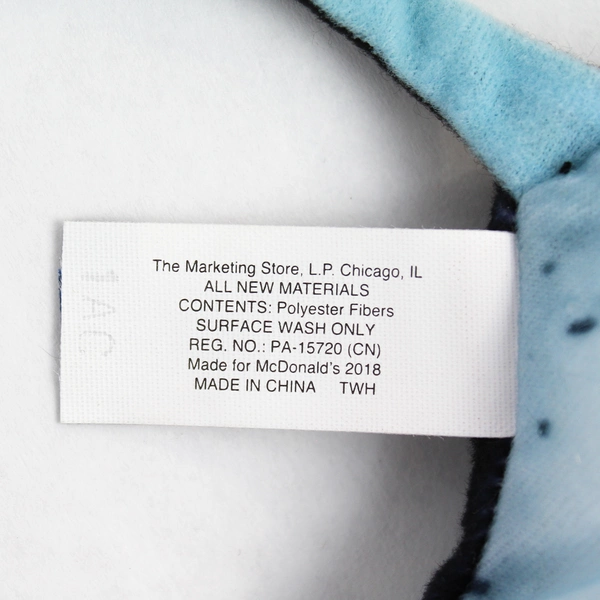 The Marketing Store, L.P. Chicago, IL
ALL NEW MATERIALS
CONTENTS: Polyester Fibers
SURFACE WASH ONLY
REG. NO.: PA-15720 (CN)
Made for McDonald's 2018
MADE IN CHINA TWH